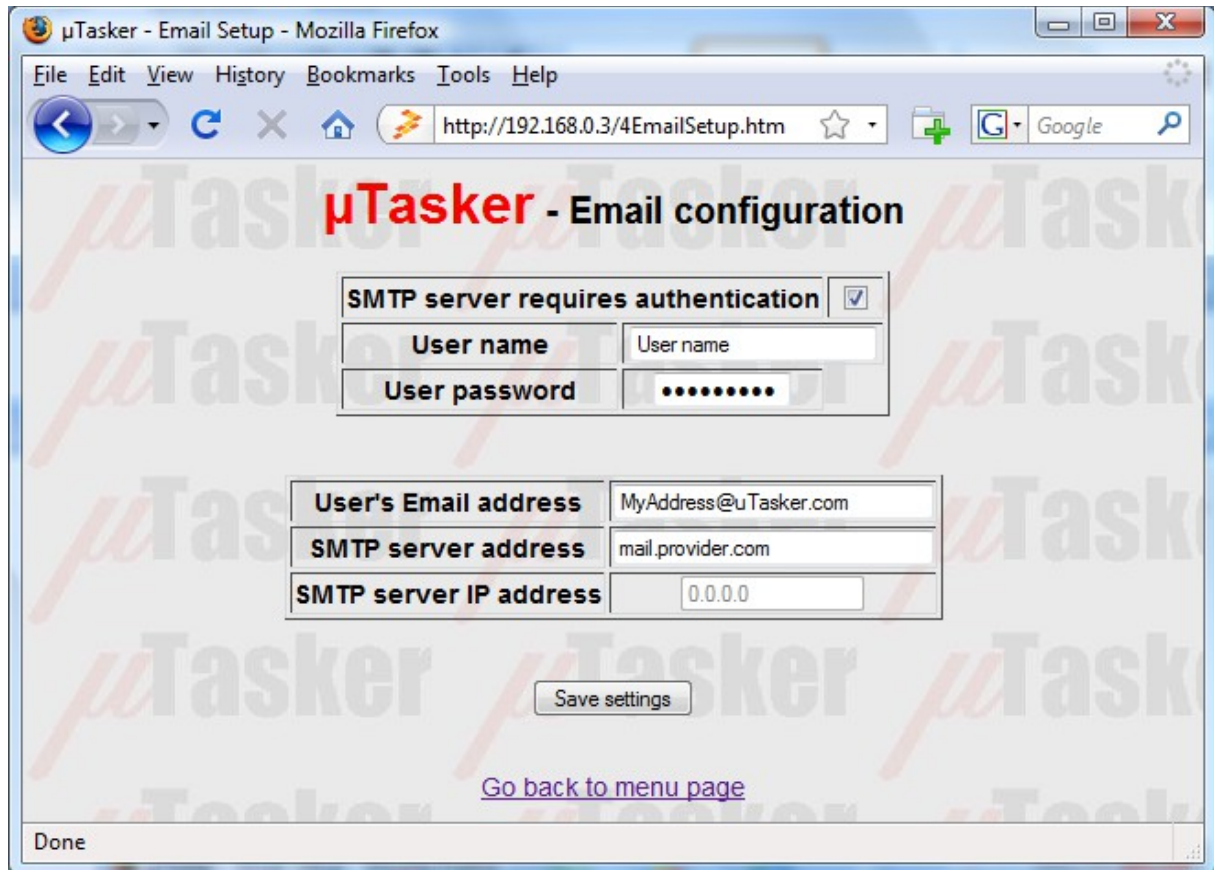 µTasker - Email Setup - Mozilla Firefox
File Edit View History Bookmarks Tools Help
http://192.168.0.3/4EmailSetup.htm G Google
µTasker - Email configuration
SMTP server requires authentication
User name User name
User password •••••••••
User's Email address MyAddress@uTasker.com
SMTP server address mail.provider.com
SMTP server IP address 0.0.0.0
Save settings
Go back to menu page
Done